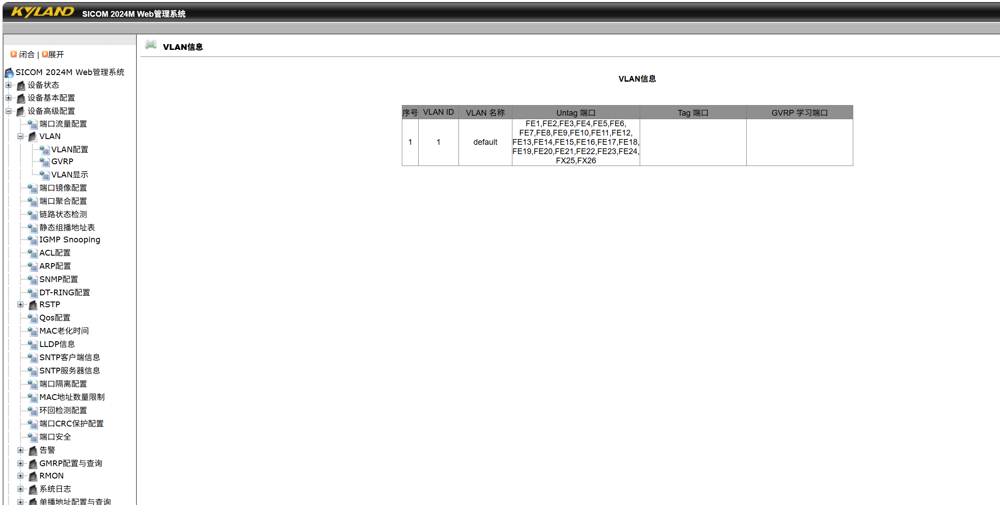 KYLAND SICOM 2024M Web管理系统
闭合 | 展开
SICOM 2024M Web管理系统
设备状态
设备基本配置
设备高级配置
端口流量配置
VLAN
VLAN配置
GVRP
VLAN显示
端口镜像配置
端口聚合配置
链路状态检测
静态组播地址表
IGMP Snooping
ACL配置
ARP配置
SNMP配置
DT-RING配置
RSTP
Qos配置
MAC老化时间
LLDP信息
SNTP客户端信息
SNTP服务器信息
端口隔离配置
MAC地址数量限制
环回检测配置
端口CRC保护配置
端口安全
告警
GMRP配置与查询
RMON
系统日志
单播地址配置与查询
VLAN信息
VLAN信息
序号 VLAN ID VLAN 名称 Untag 端口 Tag 端口 GVRP 学习端口
FE1,FE2,FE3,FE4,FE5,FE6,
FE7,FE8,FE9,FE10,FE11,FE12,
1 1 default FE13,FE14,FE15,FE16,FE17,FE18,
FE19,FE20,FE21,FE22,FE23,FE24,
FX25,FX26